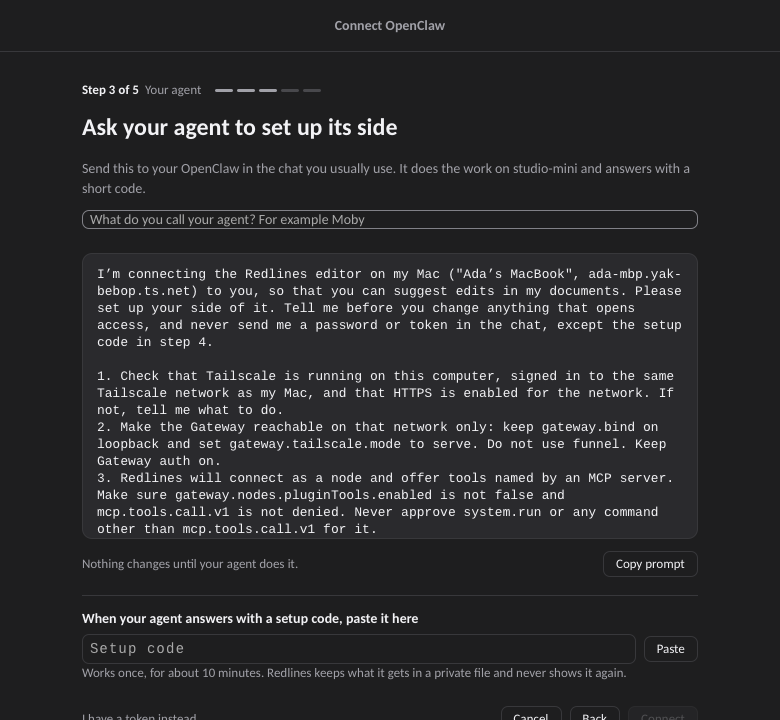 Connect OpenClaw
Step 3 of 5 Your agent
Ask your agent to set up its side
Send this to your OpenClaw in the chat you usually use. It does the work on studio-mini and answers with a
short code.
What do you call your agent? For example Moby
I’m connecting the Redlines editor on my Mac ("Ada’s MacBook", ada-mbp.yak-
bebop.ts.net) to you, so that you can suggest edits in my documents. Please
set up your side of it. Tell me before you change anything that opens
access, and never send me a password or token in the chat, except the setup
code in step 4.
1. Check that Tailscale is running on this computer, signed in to the same
Tailscale network as my Mac, and that HTTPS is enabled for the network. If
not, tell me what to do.
2. Make the Gateway reachable on that network only: keep gateway.bind on
loopback and set gateway.tailscale.mode to serve. Do not use funnel. Keep
Gateway auth on.
3. Redlines will connect as a node and offer tools named by an MCP server.
Make sure gateway.nodes.pluginTools.enabled is not false and
mcp.tools.call.v1 is not denied. Never approve system.run or any command
other than mcp.tools.call.v1 for it.
Nothing changes until your agent does it.
Copy prompt
When your agent answers with a setup code, paste it here
Setup code
Paste
Works once, for about 10 minutes. Redlines keeps what it gets in a private file and never shows it again.
I have a token instead
Cancel
Back
Connect